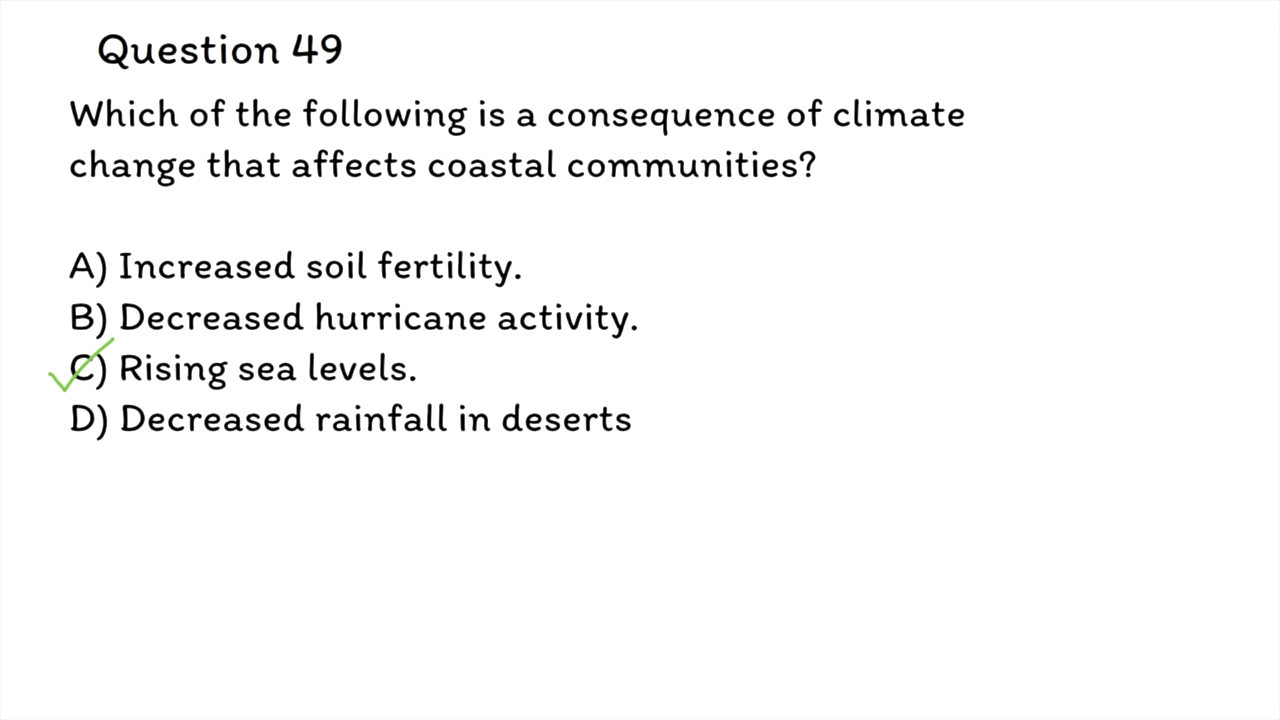 Question 49
Which of the following is a consequence of climate
change that affects coastal communities?
A) Increased soil fertility.
B) Decreased hurricane activity.
C) Rising sea levels.
D) Decreased rainfall in deserts